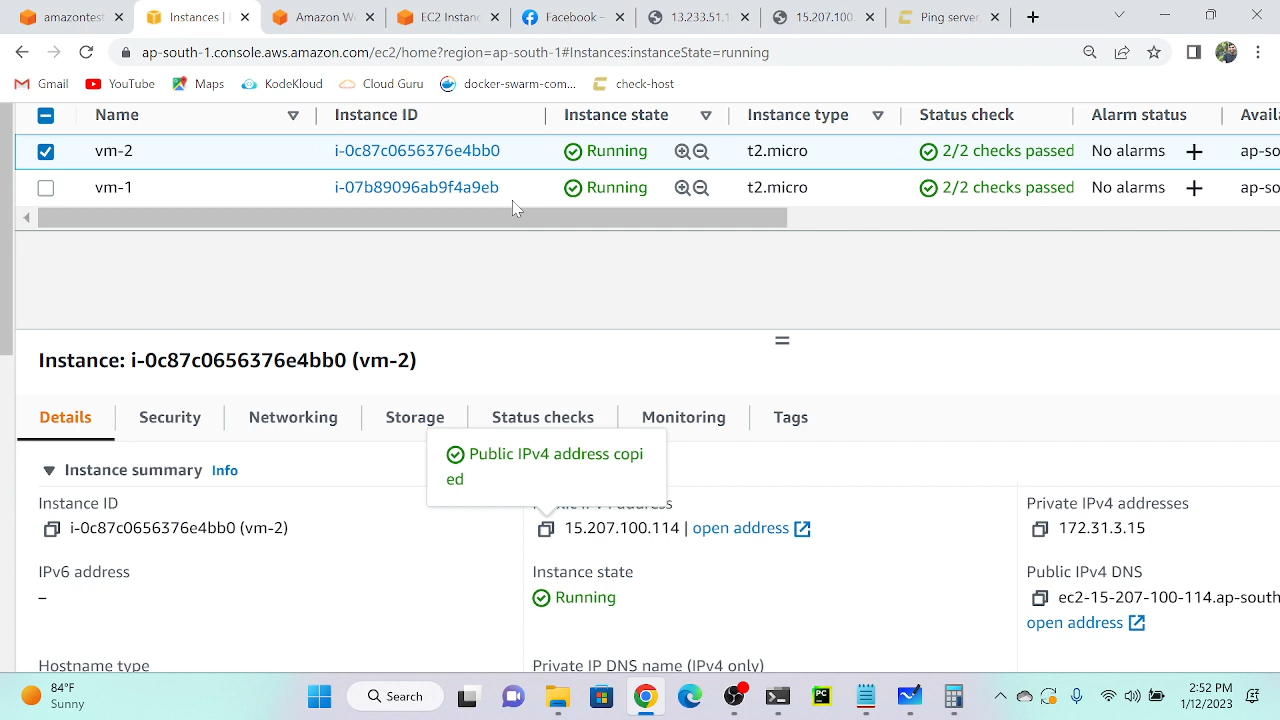 amazontest
Instances |
Amazon W
EC2 Instanc
Facebook –
13.233.51.1
15.207.100.
Ping server,
ap-south-1.console.aws.amazon.com/ec2/home?region=ap-south-1#Instances:instanceState=running
Gmail
YouTube
Maps
KodeKloud
Cloud Guru
docker-swarm-com...
check-host
Name
Instance ID
Instance state
Instance type
Status check
Alarm status
Availa
vm-2
i-0c87c0656376e4bb0
Running
t2.micro
2/2 checks passed
No alarms
ap-so
vm-1
i-07b89096ab9f4a9eb
Running
t2.micro
2/2 checks passed
No alarms
ap-so
Instance: i-0c87c0656376e4bb0 (vm-2)
Details
Security
Networking
Storage
Status checks
Monitoring
Tags
Public IPv4 address copi
ed
Instance summary Info
Instance ID
i-0c87c0656376e4bb0 (vm-2)
15.207.100.114 | open address
Private IPv4 addresses
172.31.3.15
IPv6 address
–
Instance state
Running
Public IPv4 DNS
ec2-15-207-100-114.ap-south
open address
Hostname type
Private IP DNS name (IPv4 only)
84°F
Sunny
Search
PC
2:52 PM
1/12/2023